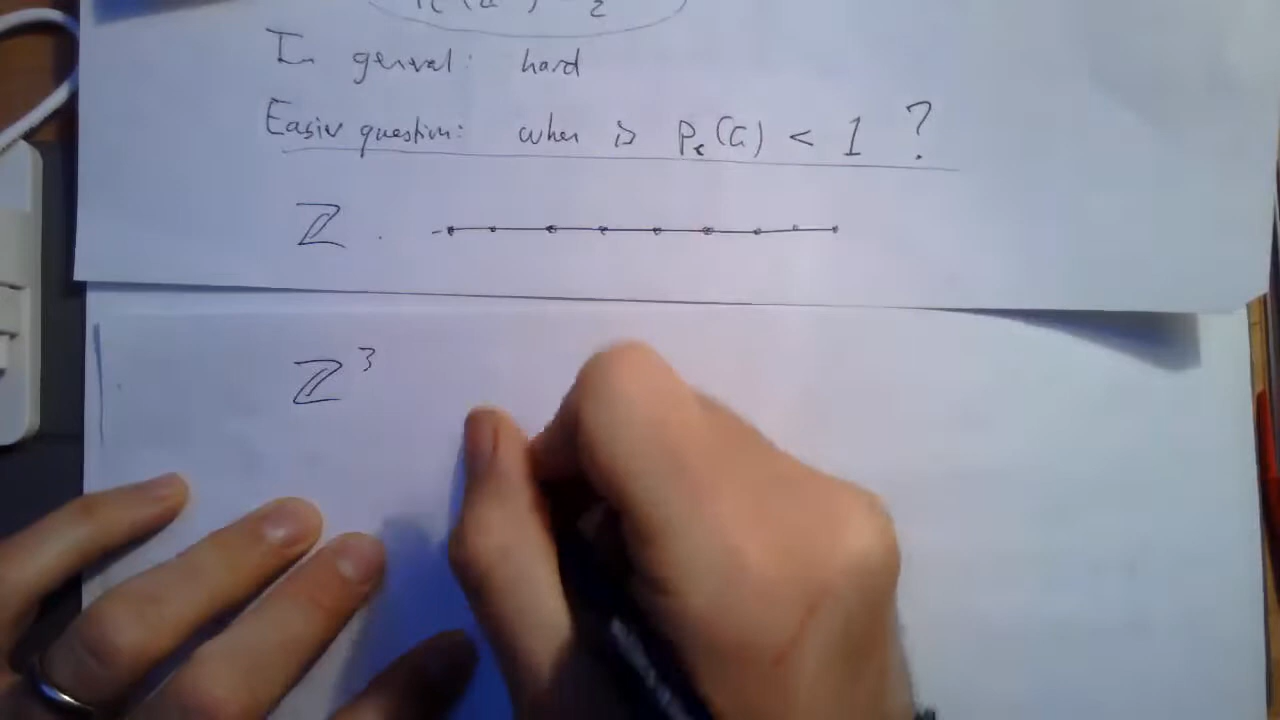 In general: hard
Easier question: when is Pc(G) < 1 ?
ℤ.
ℤ³